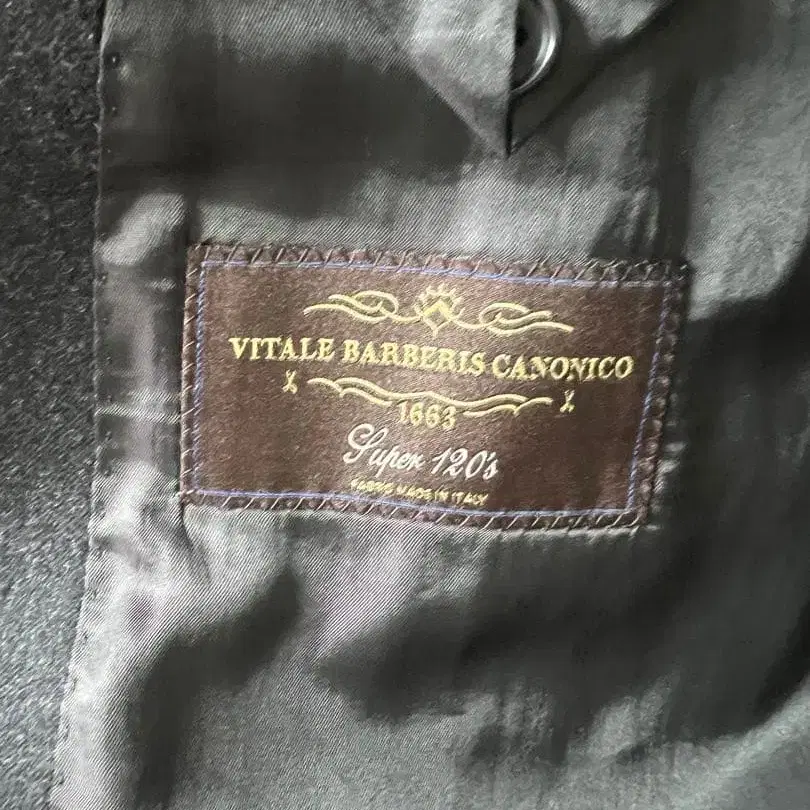 VITALE BARBERIS CANONICO
1663
Super 120's
FABRIC MADE IN ITALY